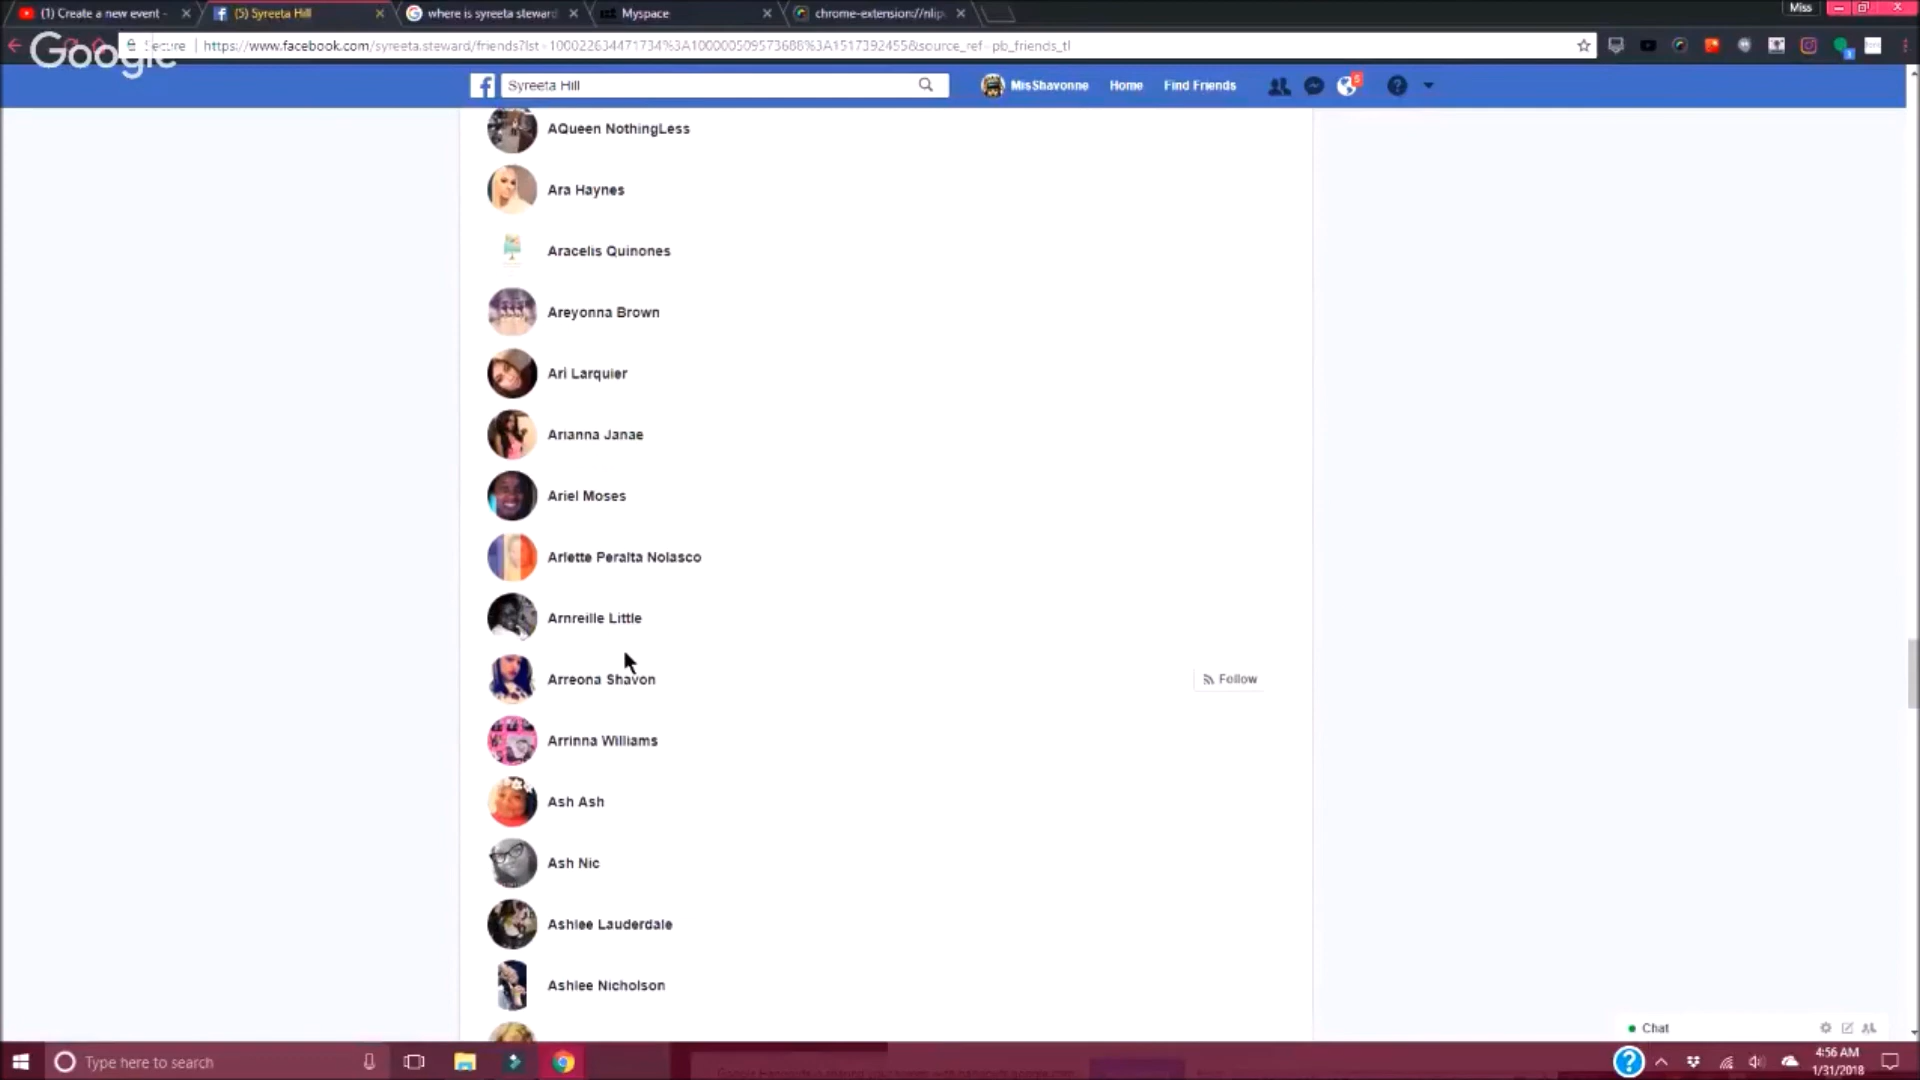 (1) Create a new event -
(5) Syreeta Hill
where is syreeta steward
Myspace
chrome-extension://nlip
Miss
Google
https://www.facebook.com/syreeta.steward/friends?lst=100022634471734%3A100000509573688%3A1517392455&source_ref=pb_friends_tl
Syreeta Hill
MisShavonne
Home
Find Friends
5
AQueen NothingLess
Ara Haynes
Aracelis Quinones
Areyonna Brown
Ari Larquier
Arianna Janae
Ariel Moses
Arlette Peralta Nolasco
Arnreille Little
Arreona Shavon
Follow
Arrinna Williams
Ash Ash
Ash Nic
Ashlee Lauderdale
Ashlee Nicholson
Chat
Type here to search
4:56 AM
1/31/2018